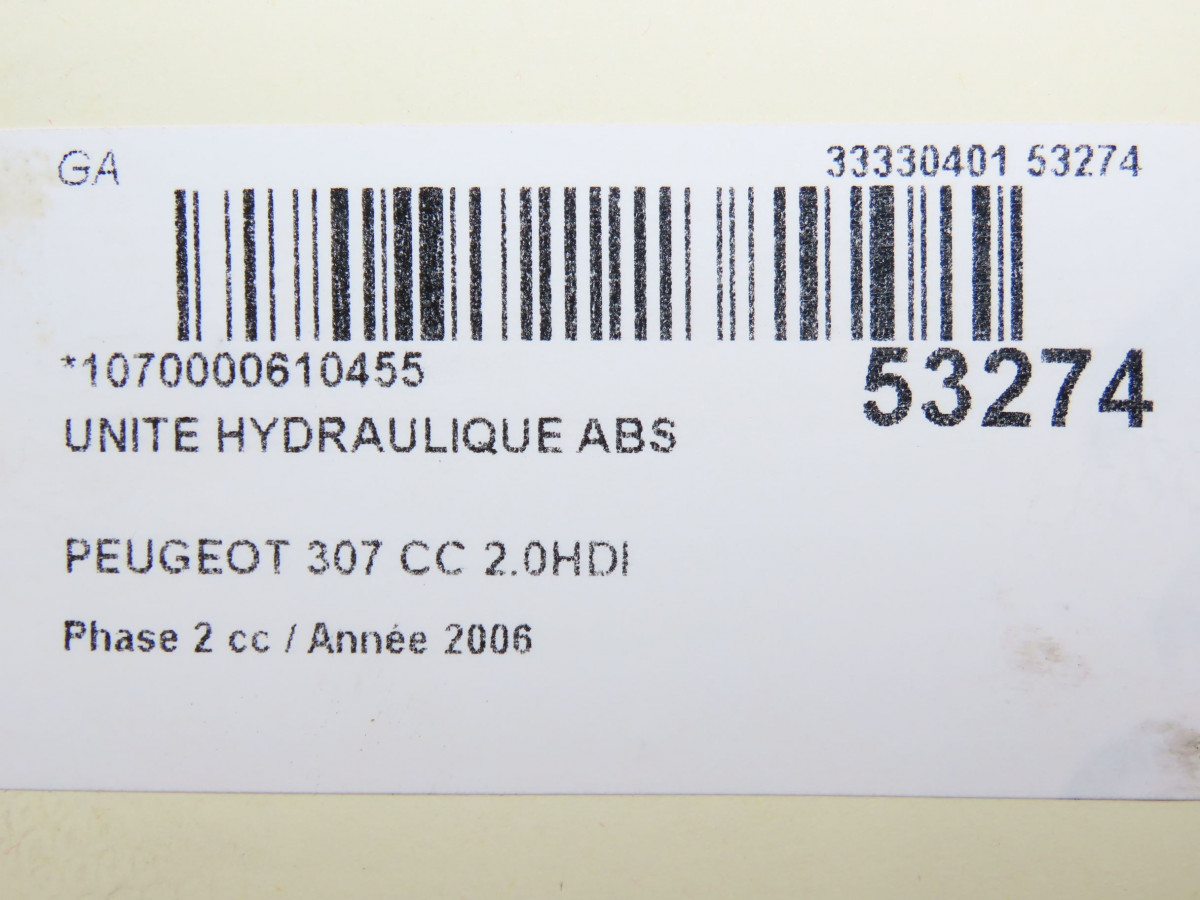 GA 33330401 53274
*1070000610455 53274
UNITE HYDRAULIQUE ABS
PEUGEOT 307 CC 2.0HDI
Phase 2 cc / Année 2006